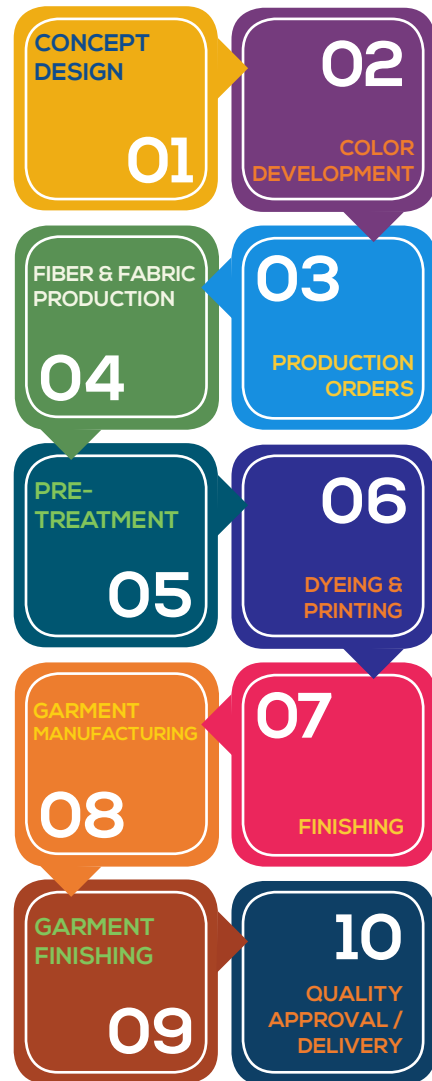 CONCEPT
DESIGN
01
02
COLOR
DEVELOPMENT
03
PRODUCTION
ORDERS
FIBER & FABRIC
PRODUCTION
04
PRE-
TREATMENT
05
06
DYEING &
PRINTING
07
FINISHING
GARMENT
MANUFACTURING
08
GARMENT
FINISHING
09
10
QUALITY
APPROVAL /
DELIVERY